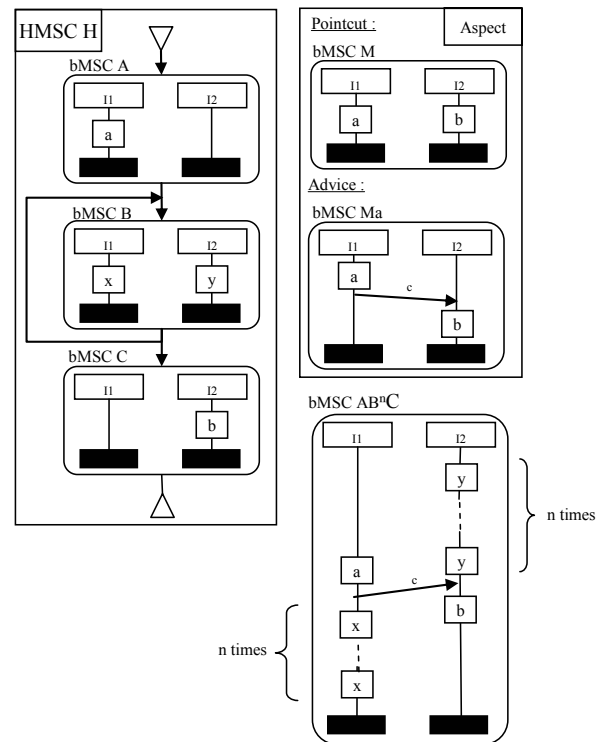 HMSC H
bMSC A
I1
I2
a
bMSC B
I1
I2
x
y
bMSC C
I1
I2
b
Pointcut :
Aspect
bMSC M
I1
I2
a
b
Advice :
bMSC Ma
I1
I2
a
c
b
bMSC ABⁿC
I1
I2
y
n times
y
a
c
b
x
n times
x